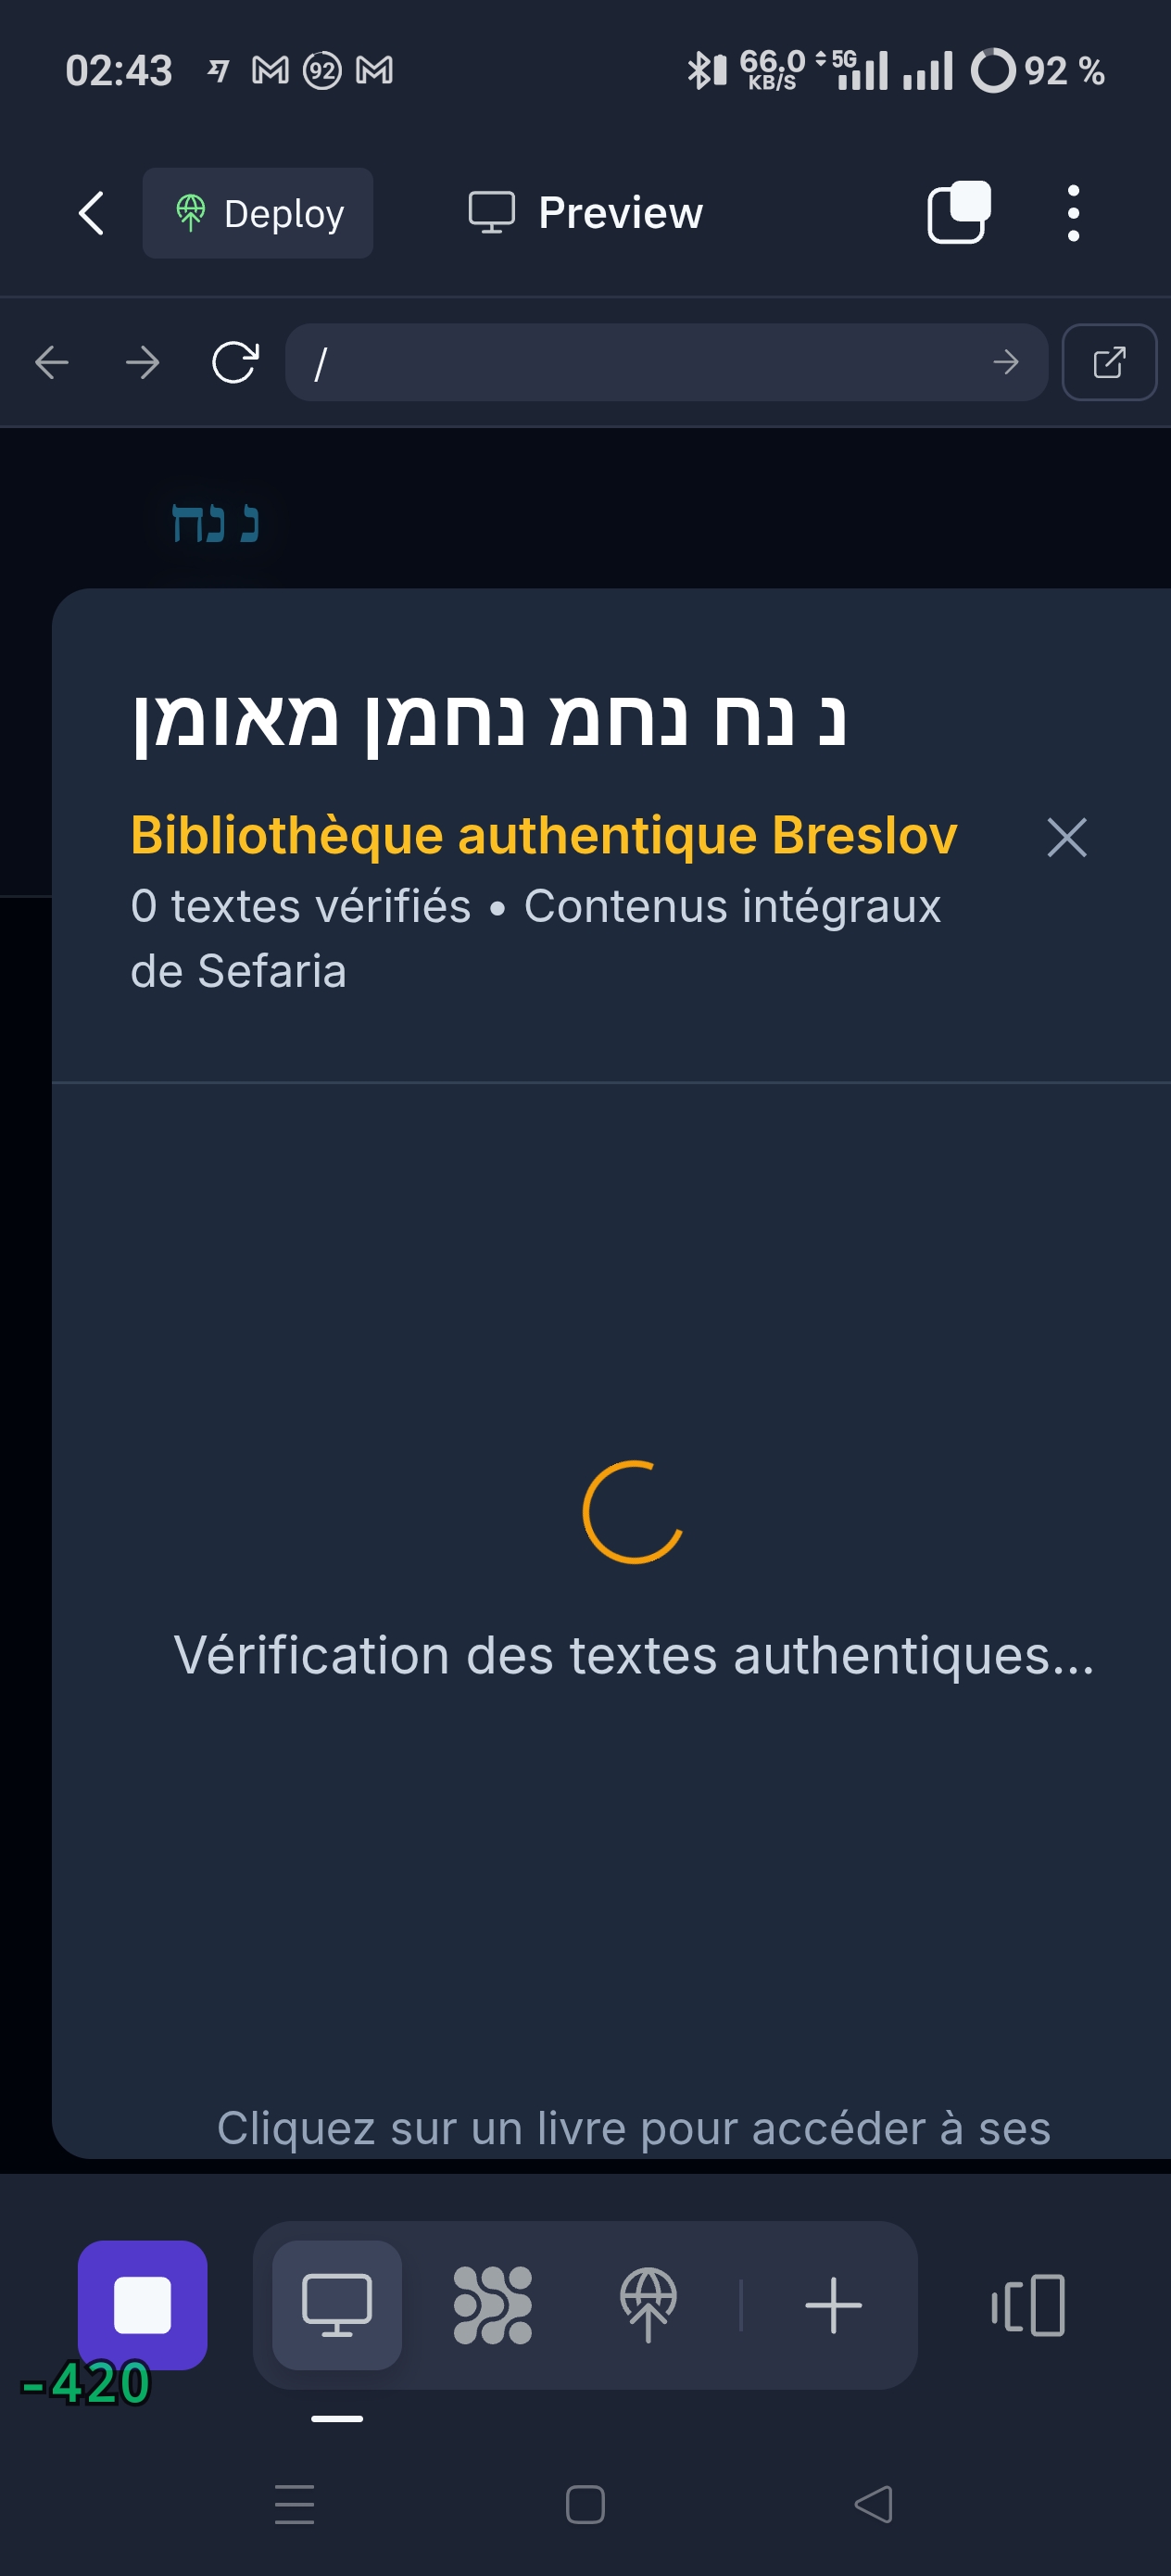 02:43
92
66.0
KB/S
5G
92 %
Deploy
Preview
/
נ נח
נ נח נחמ נחמן מאומן
Bibliothèque authentique Breslov
0 textes vérifiés • Contenus intégraux
de Sefaria
Vérification des textes authentiques...
Cliquez sur un livre pour accéder à ses
-420